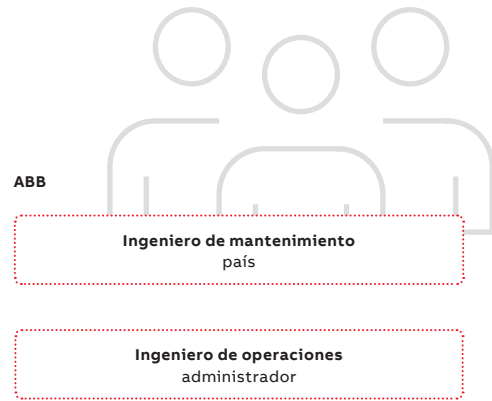 ABB
Ingeniero de mantenimiento
país
Ingeniero de operaciones
administrador